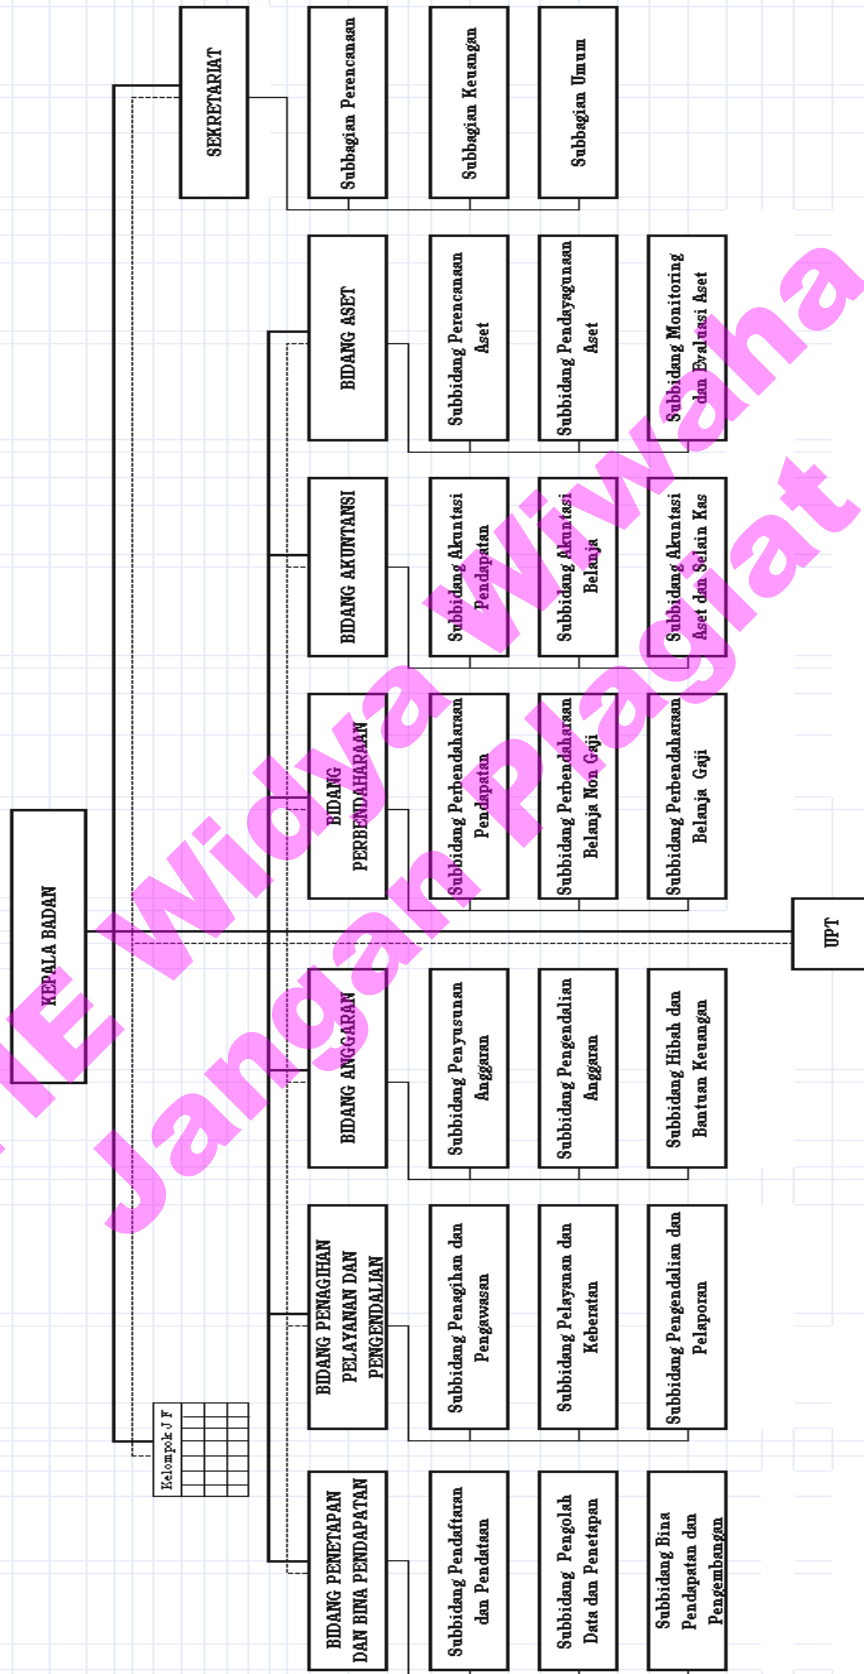 KEPALA BADAN
Kelompok J F
SEKRETARIAT
Subbagian Perencanaan
Subbagian Keuangan
Subbagian Umum
BIDANG PENETAPAN
DAN BINA PENDAPATAN
Subbidang Pendaftaran
dan Pendataan
Subbidang Pengolah
Data dan Penetapan
Subbidang Bina
Pendapatan dan
Pengembangan
BIDANG PENAGIHAN
PELAYANAN DAN
PENGENDALIAN
Subbidang Penagihan dan
Pengawasan
Subbidang Pelayanan dan
Keberatan
Subbidang Pengendalian dan
Pelaporan
BIDANG ANGGARAN
Subbidang Penyusunan
Anggaran
Subbidang Pengendalian
Anggaran
Subbidang Hibah dan
Bantuan Keuangan
BIDANG
PERBENDAHARAAN
Subbidang Perbendaharaan
Pendapatan
Subbidang Perbendaharaan
Belanja Non Gaji
Subbidang Perbendaharaan
Belanja Gaji
BIDANG AKUNTANSI
Subbidang Akuntasi
Pendapatan
Subbidang Akuntasi
Belanja
Subbidang Akuntasi
Aset dan Selain Kas
BIDANG ASET
Subbidang Perencanaan
Aset
Subbidang Pendayagunaan
Aset
Subbidang Monitoring
dan Evaluasi Aset
UPT
IE Widya Wiwaha
Jangan Plagiat